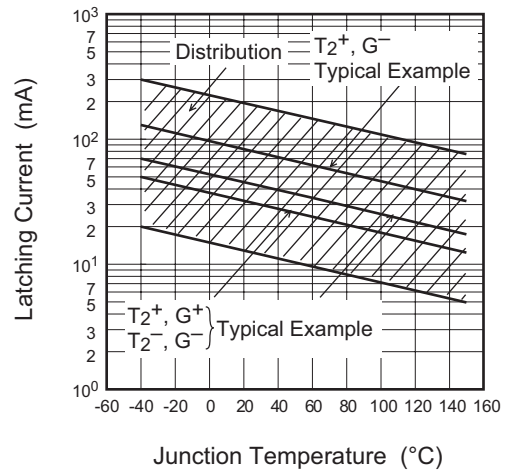 Latching Current (mA)
10³
7
5
3
2
10²
7
5
3
2
10¹
7
5
3
2
10⁰
Distribution
T₂⁺, G⁻
Typical Example
T₂⁺, G⁺
T₂⁻, G⁻
Typical Example
-60 -40 -20 0 20 40 60 80 100 120 140 160
Junction Temperature (°C)